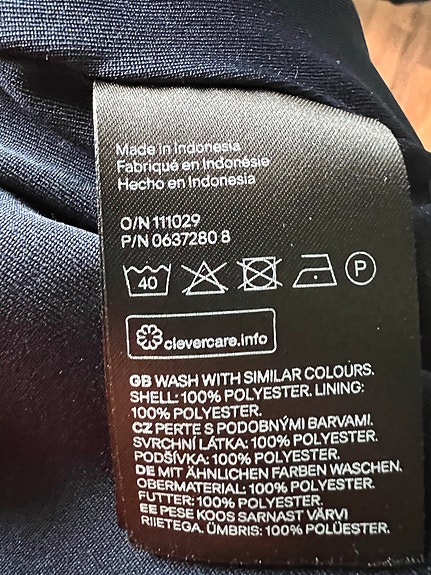 Made in Indonesia
Fabriqué en Indonésie
Hecho en Indonesia
O/N 111029
P/N 0637280 8
40
P
clevercare.info
GB WASH WITH SIMILAR COLOURS.
SHELL: 100% POLYESTER. LINING:
100% POLYESTER.
CZ PERTE S PODOBNÝMI BARVAMI.
SVRCHNÍ LÁTKA: 100% POLYESTER.
PODŠÍVKA: 100% POLYESTER.
DE MIT ÄHNLICHEN FARBEN WASCHEN.
OBERMATERIAL: 100% POLYESTER.
FUTTER: 100% POLYESTER.
EE PESE KOOS SARNAST VÄRVI
RIIETEGA. ÜMBRIS: 100% POLÜESTER.